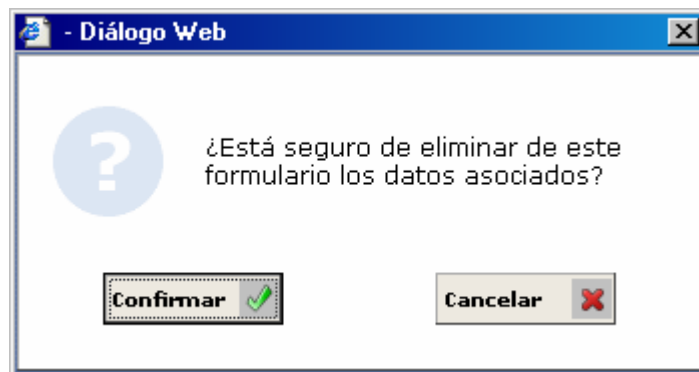 - Diálogo Web
¿Está seguro de eliminar de este
formulario los datos asociados?
Confirmar
Cancelar